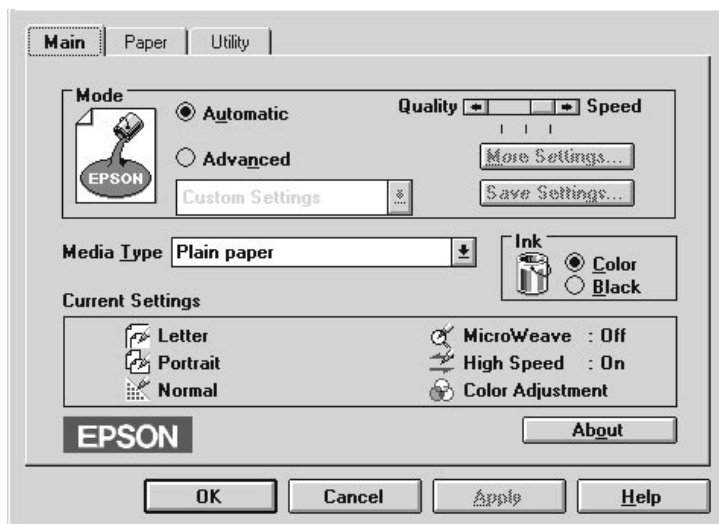 Main Paper Utility
Mode
EPSON
Automatic
Quality Speed
Advanced
More Settings...
Custom Settings
Save Settings...
Media Type Plain paper
Ink
Color
Black
Current Settings
Letter MicroWeave : Off
Portrait High Speed : On
Normal Color Adjustment
EPSON
About
OK Cancel Apply Help